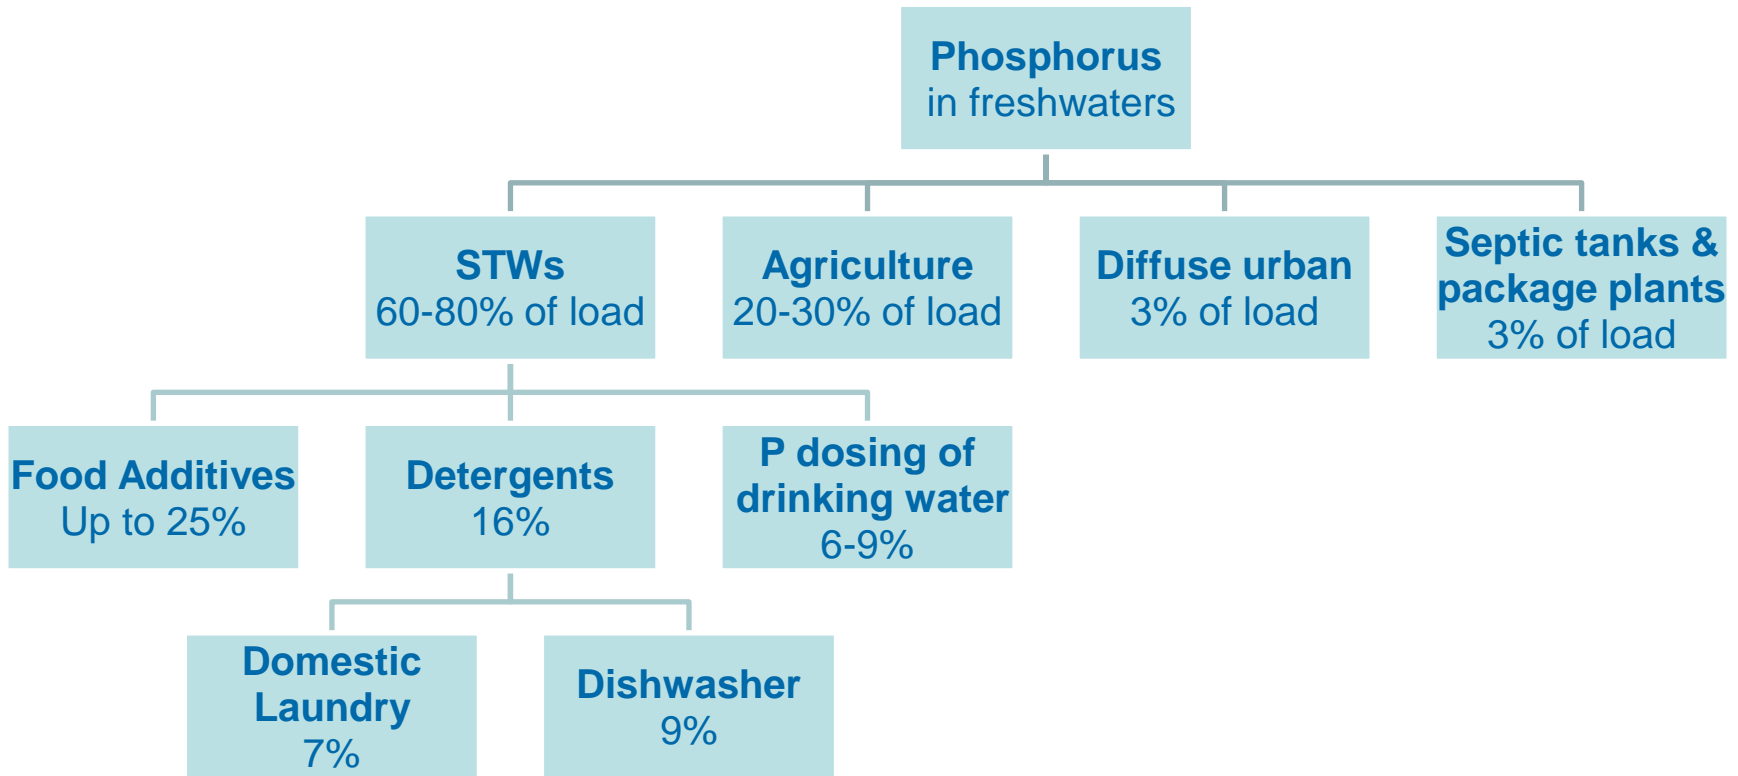 Phosphorus
in freshwaters
STWs
60-80% of load
Agriculture
20-30% of load
Diffuse urban
3% of load
Septic tanks &
package plants
3% of load
Food Additives
Up to 25%
Detergents
16%
P dosing of
drinking water
6-9%
Domestic
Laundry
7%
Dishwasher
9%